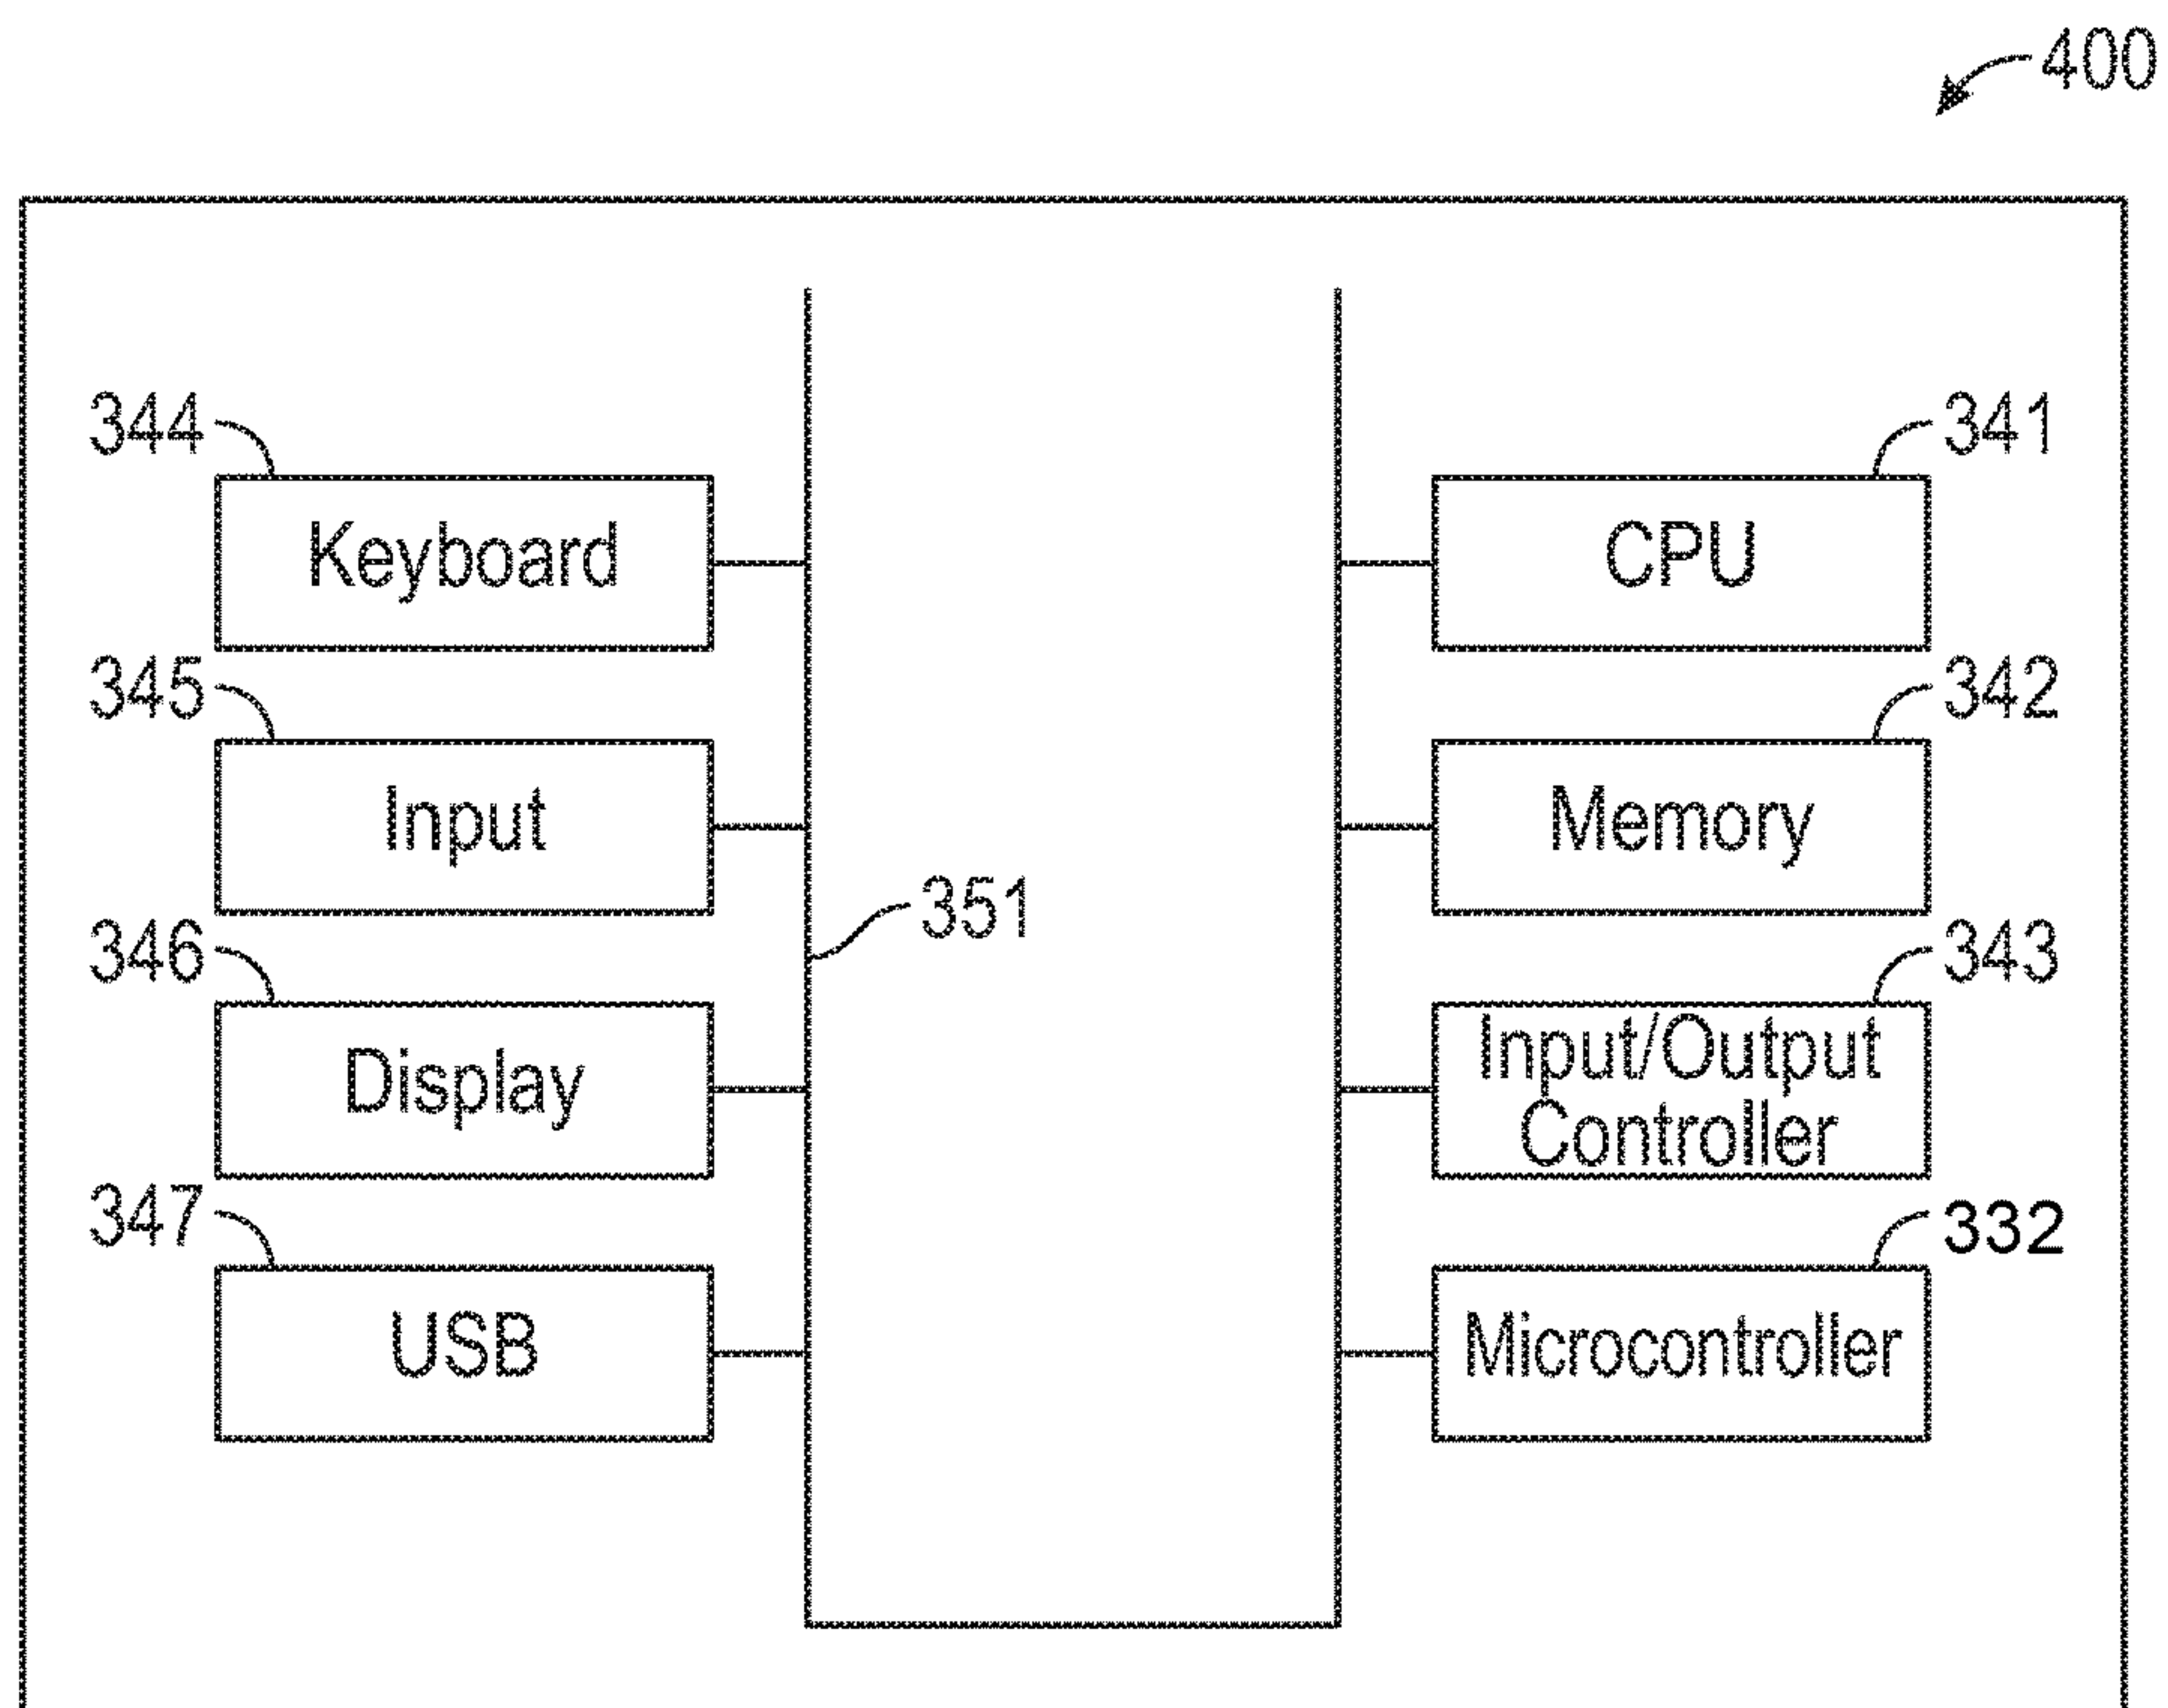 400
344
Keyboard
341
CPU
345
Input
342
Memory
351
346
Display
343
Input/Output
Controller
347
USB
332
Microcontroller